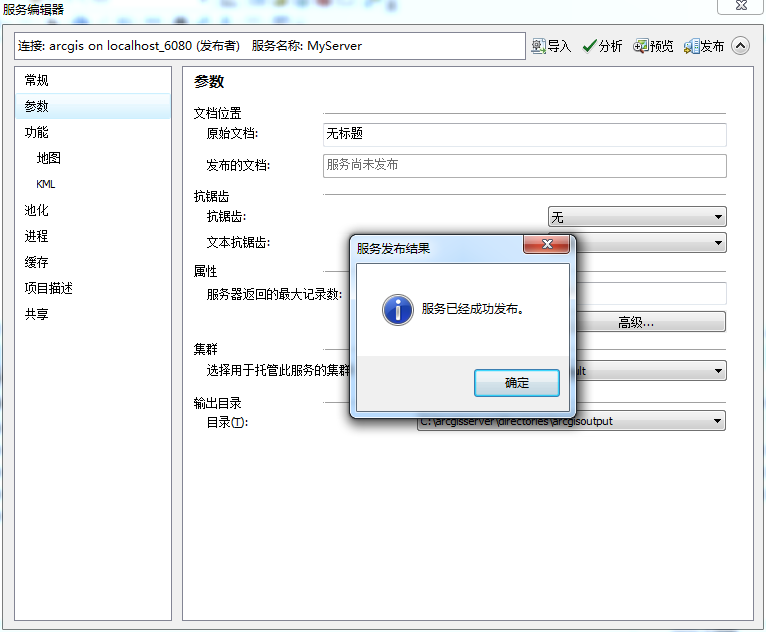 服务编辑器
连接: arcgis on localhost_6080 (发布者) 服务名称: MyServer
导入 分析 预览 发布
常规
参数
功能
地图
KML
池化
进程
缓存
项目描述
共享
参数
文档位置
原始文档: 无标题
发布的文档: 服务尚未发布
抗锯齿
抗锯齿: 无
文本抗锯齿:
属性
服务器返回的最大记录数:
高级...
集群
选择用于托管此服务的集群
ult
输出目录
目录(T): C:\arcgisserver\directories\arcgisoutput
服务发布结果
服务已经成功发布。
确定